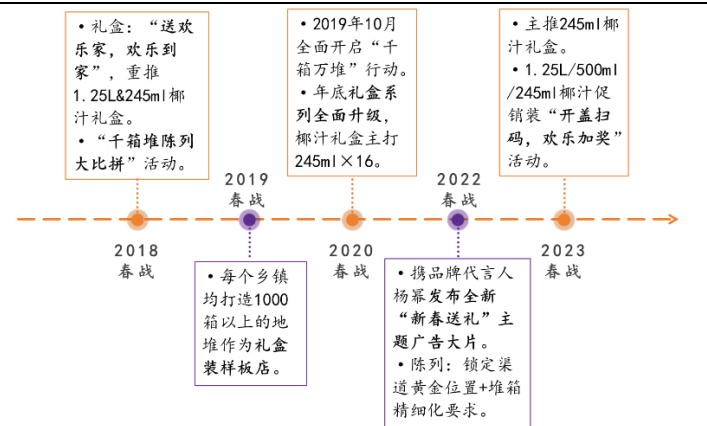 •礼盒：“送欢
乐家，欢乐到
家”，重推
1.25L&245ml椰
汁礼盒。
•“千箱堆陈列
大比拼”活动。
2018
春战
2019
春战
•每个乡镇
均打造1000
箱以上的地
堆作为礼盒
装样板店。
•2019年10月
全面开启“千
箱万堆”行动。
•年底礼盒系
列全面升级，
椰汁礼盒主打
245ml×16。
2020
春战
2022
春战
•携品牌代言人
杨幂发布全新
“新春送礼”主
题广告大片。
•陈列：锁定渠
道黄金位置+堆箱
精细化要求。
•主推245ml椰
汁礼盒。
•1.25L/500ml
/245ml椰汁促
销装“开盖扫
码，欢乐加奖”
活动。
2023
春战